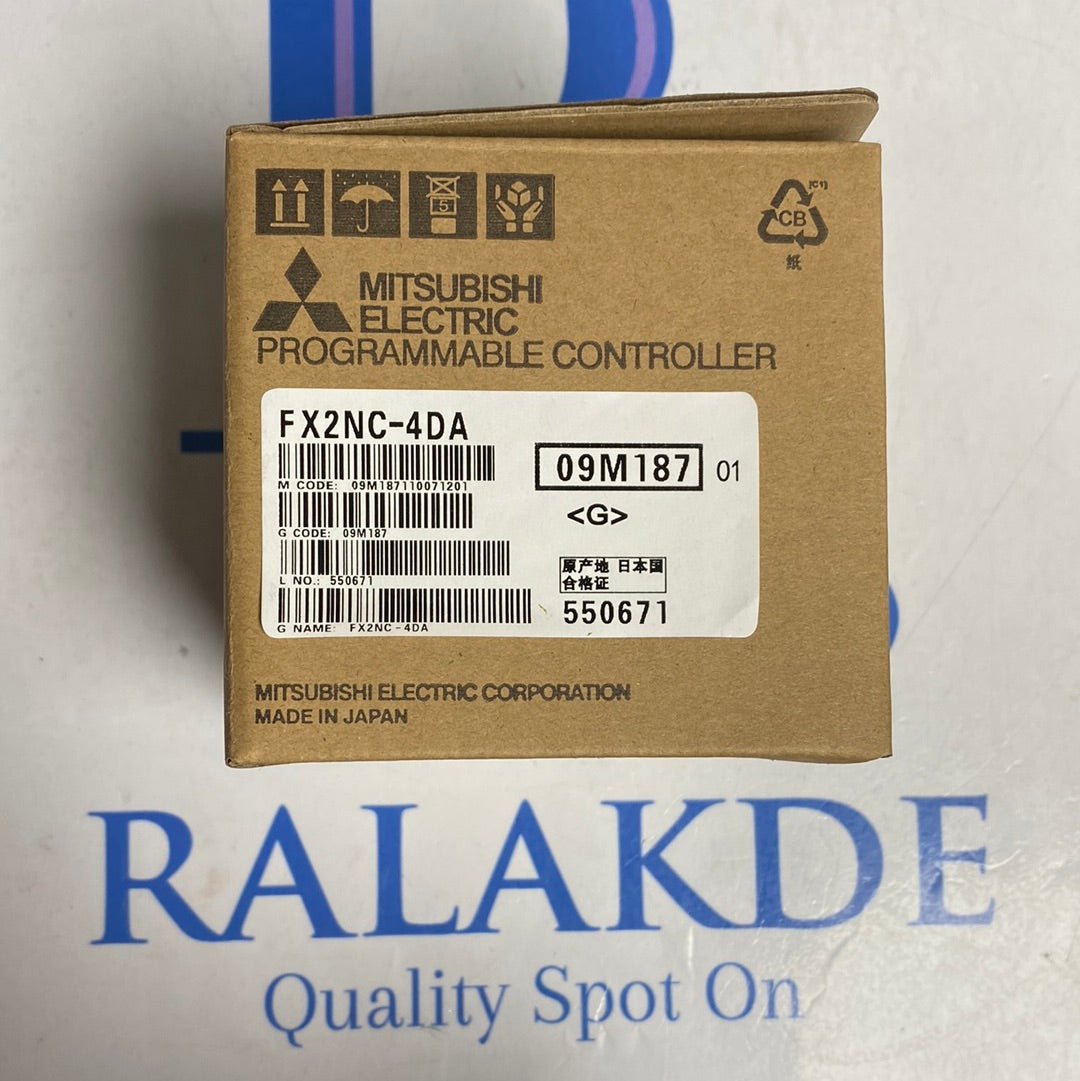 5
[C1]
CB
纸
MITSUBISHI
ELECTRIC
PROGRAMMABLE CONTROLLER
FX2NC-4DA
M CODE: 09M187110071201
09M187 01
G CODE: 09M187
<G>
L NO.: 550671
原产地 日本国
合格证
550671
G NAME: FX2NC-4DA
MITSUBISHI ELECTRIC CORPORATION
MADE IN JAPAN
RALAKDE
Quality Spot On